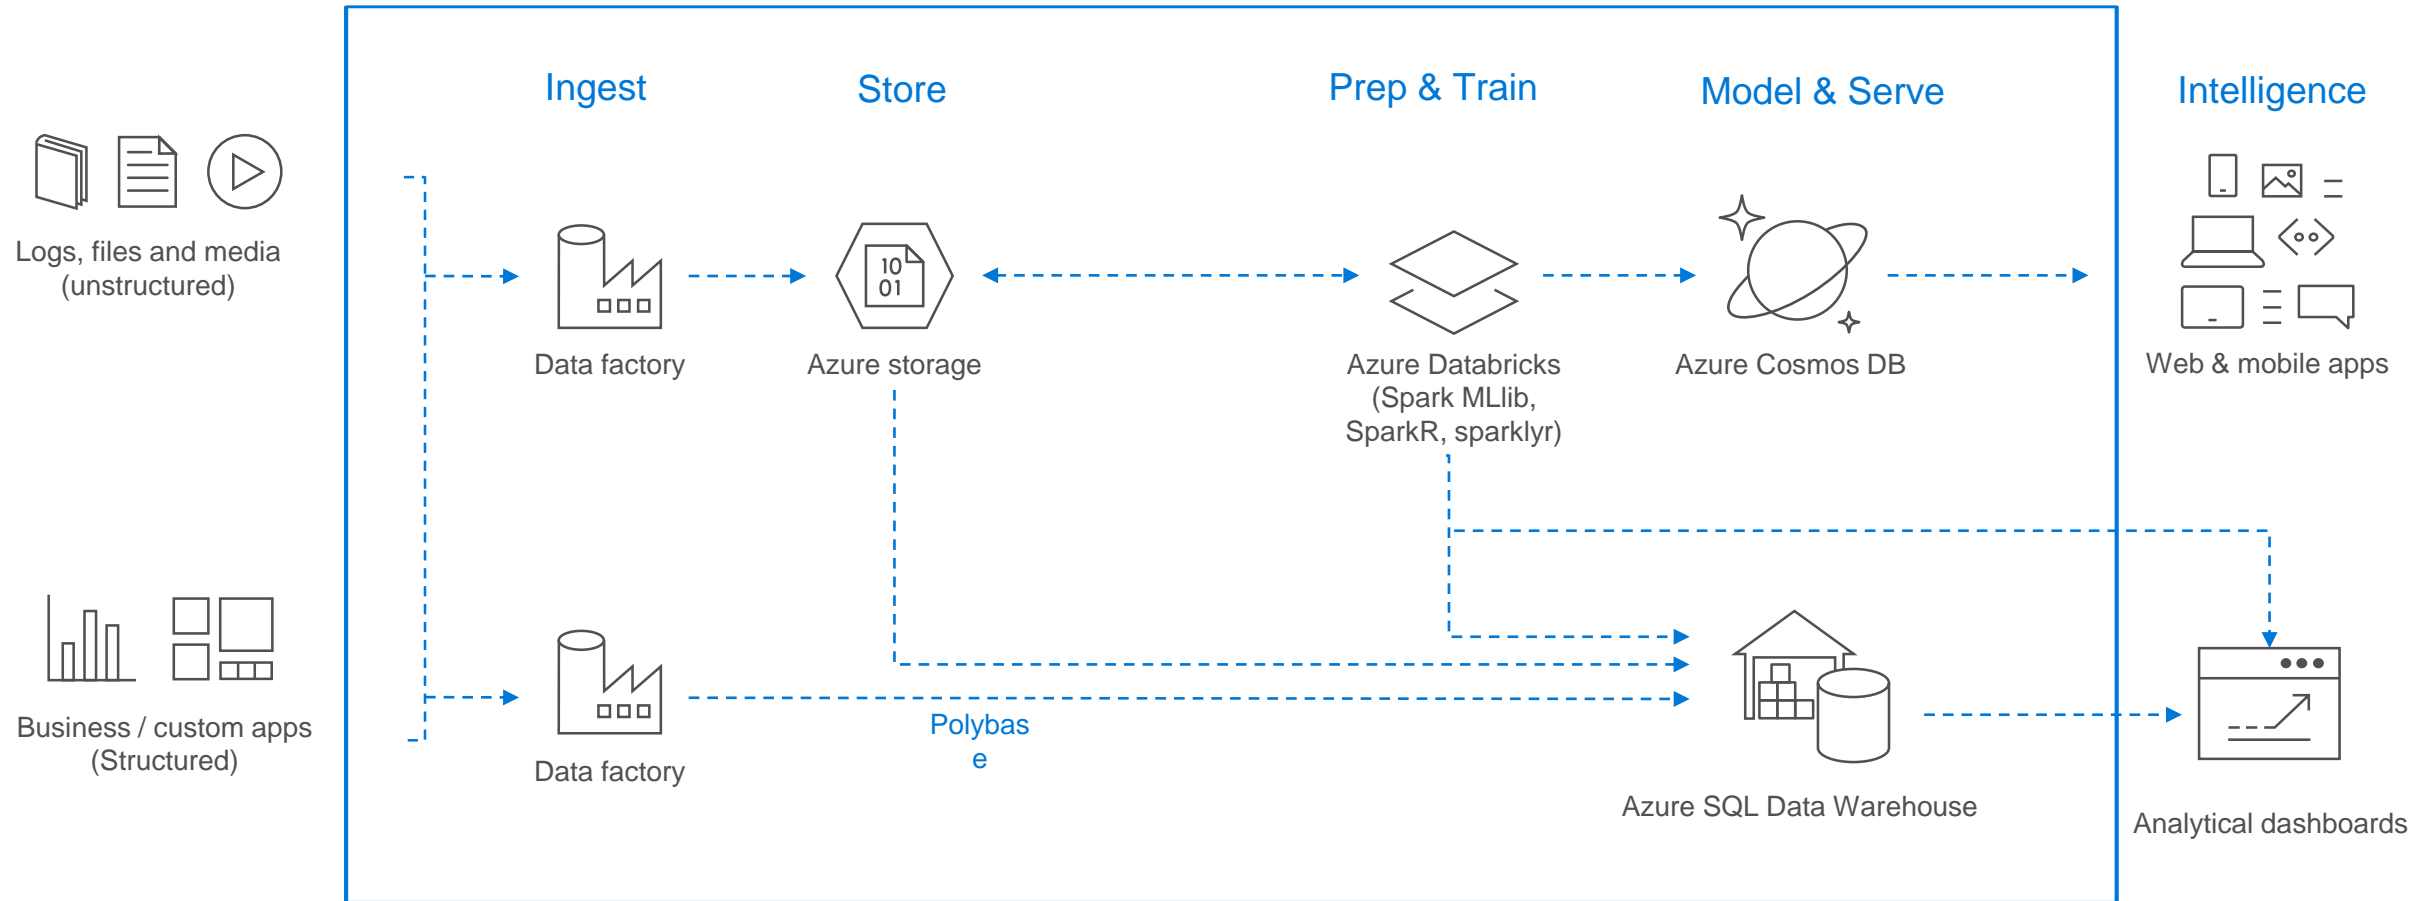 Ingest
Store
Prep & Train
Model & Serve
Intelligence
Logs, files and media
(unstructured)
10
01
Data factory
Azure storage
Azure Databricks
(Spark MLlib,
SparkR, sparklyr)
Azure Cosmos DB
Web & mobile apps
Business / custom apps
(Structured)
Data factory
Polybas
e
Azure SQL Data Warehouse
Analytical dashboards